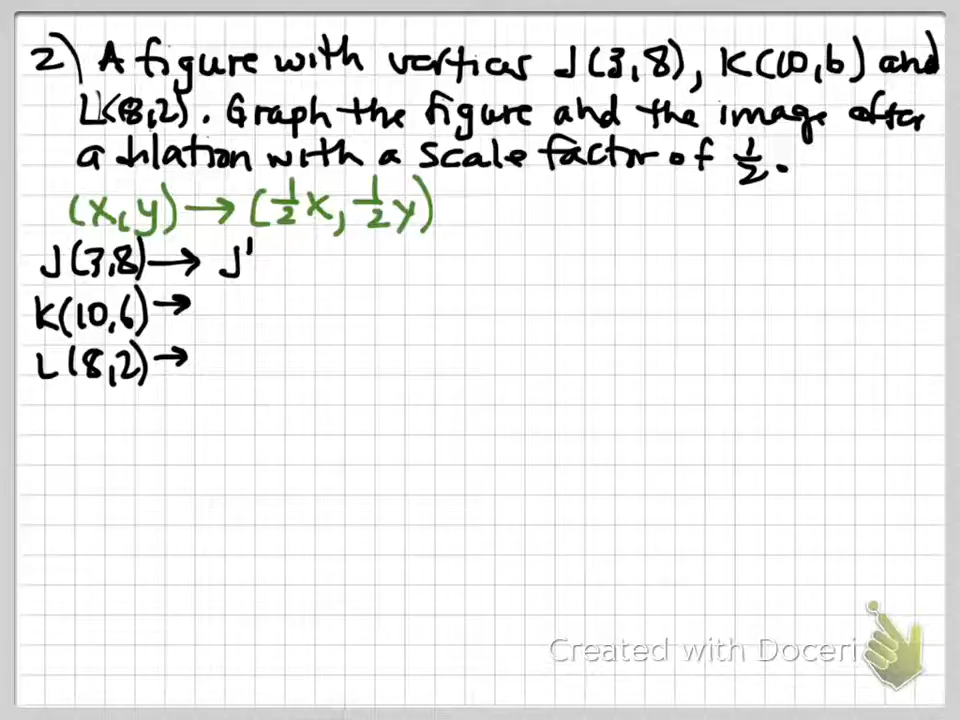 2) A figure with vertices J(3,8), K(10,6) and
L(8,2). Graph the figure and the image after
a dilation with a scale factor of 1/2.
(x,y) → (1/2x, 1/2y)
J(3,8) → J'
K(10,6) →
L(8,2) →
Created with Doceri